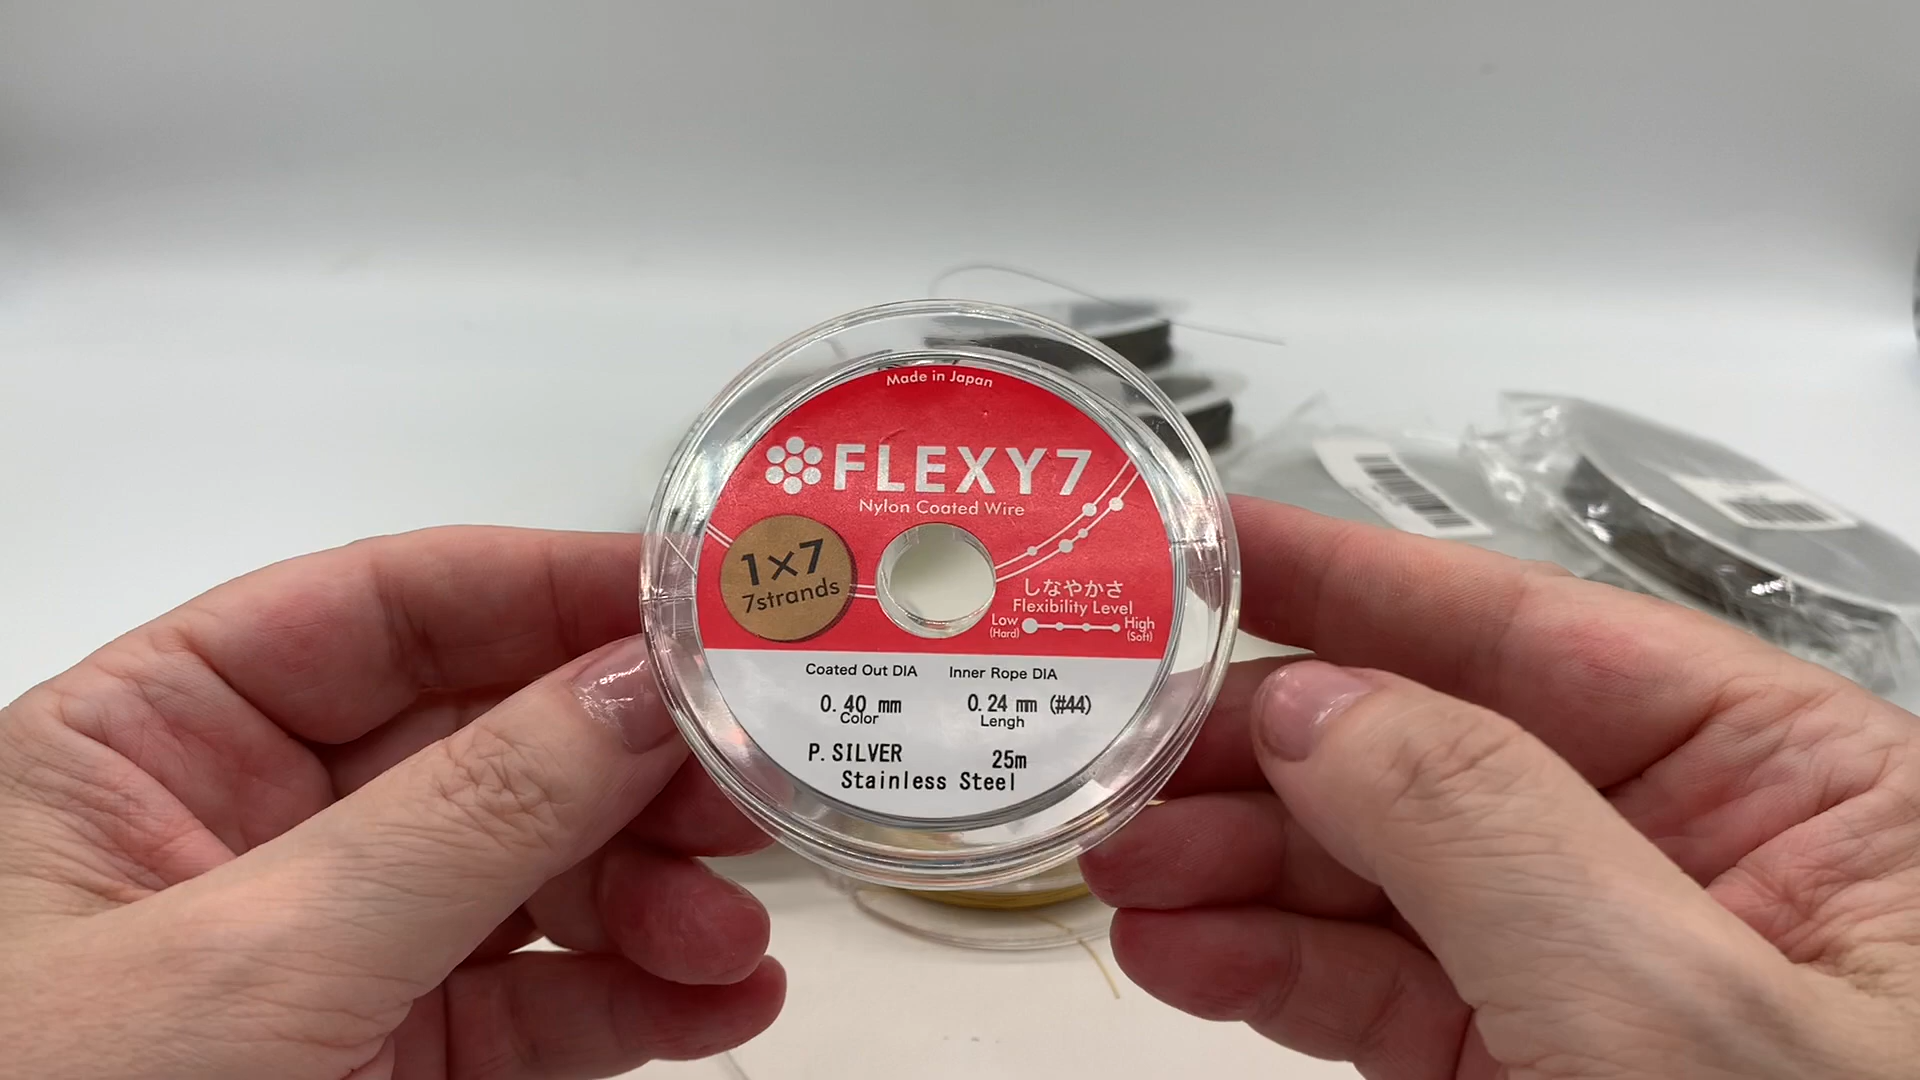 Made in Japan
FLEXY7
Nylon Coated Wire
1×7
7strands
しなやかさ
Flexibility Level
Low High
(Hard) (Soft)
Coated Out DIA Inner Rope DIA
0.40 mm 0.24 mm (#44)
Color Lengh
P.SILVER 25m
Stainless Steel